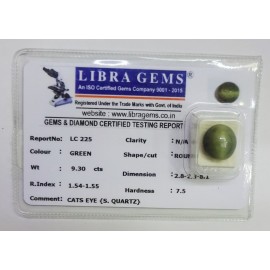 LIBRA GEMS
An ISO Certified Gems Company 9001 - 2015
Registered Under the Trade Marks with Govt. of India
website : www.libragems.com
GEMS & DIAMOND CERTIFIED TESTING REPORT
ReportNo: LC 225 Clarity N/A
Colour : GREEN Shape/cut :
Wt : 9.30 cts
R.Index : 1.54-1.55 Hardness : 7.5
Comment : CATS EYE {S. QUARTZ}